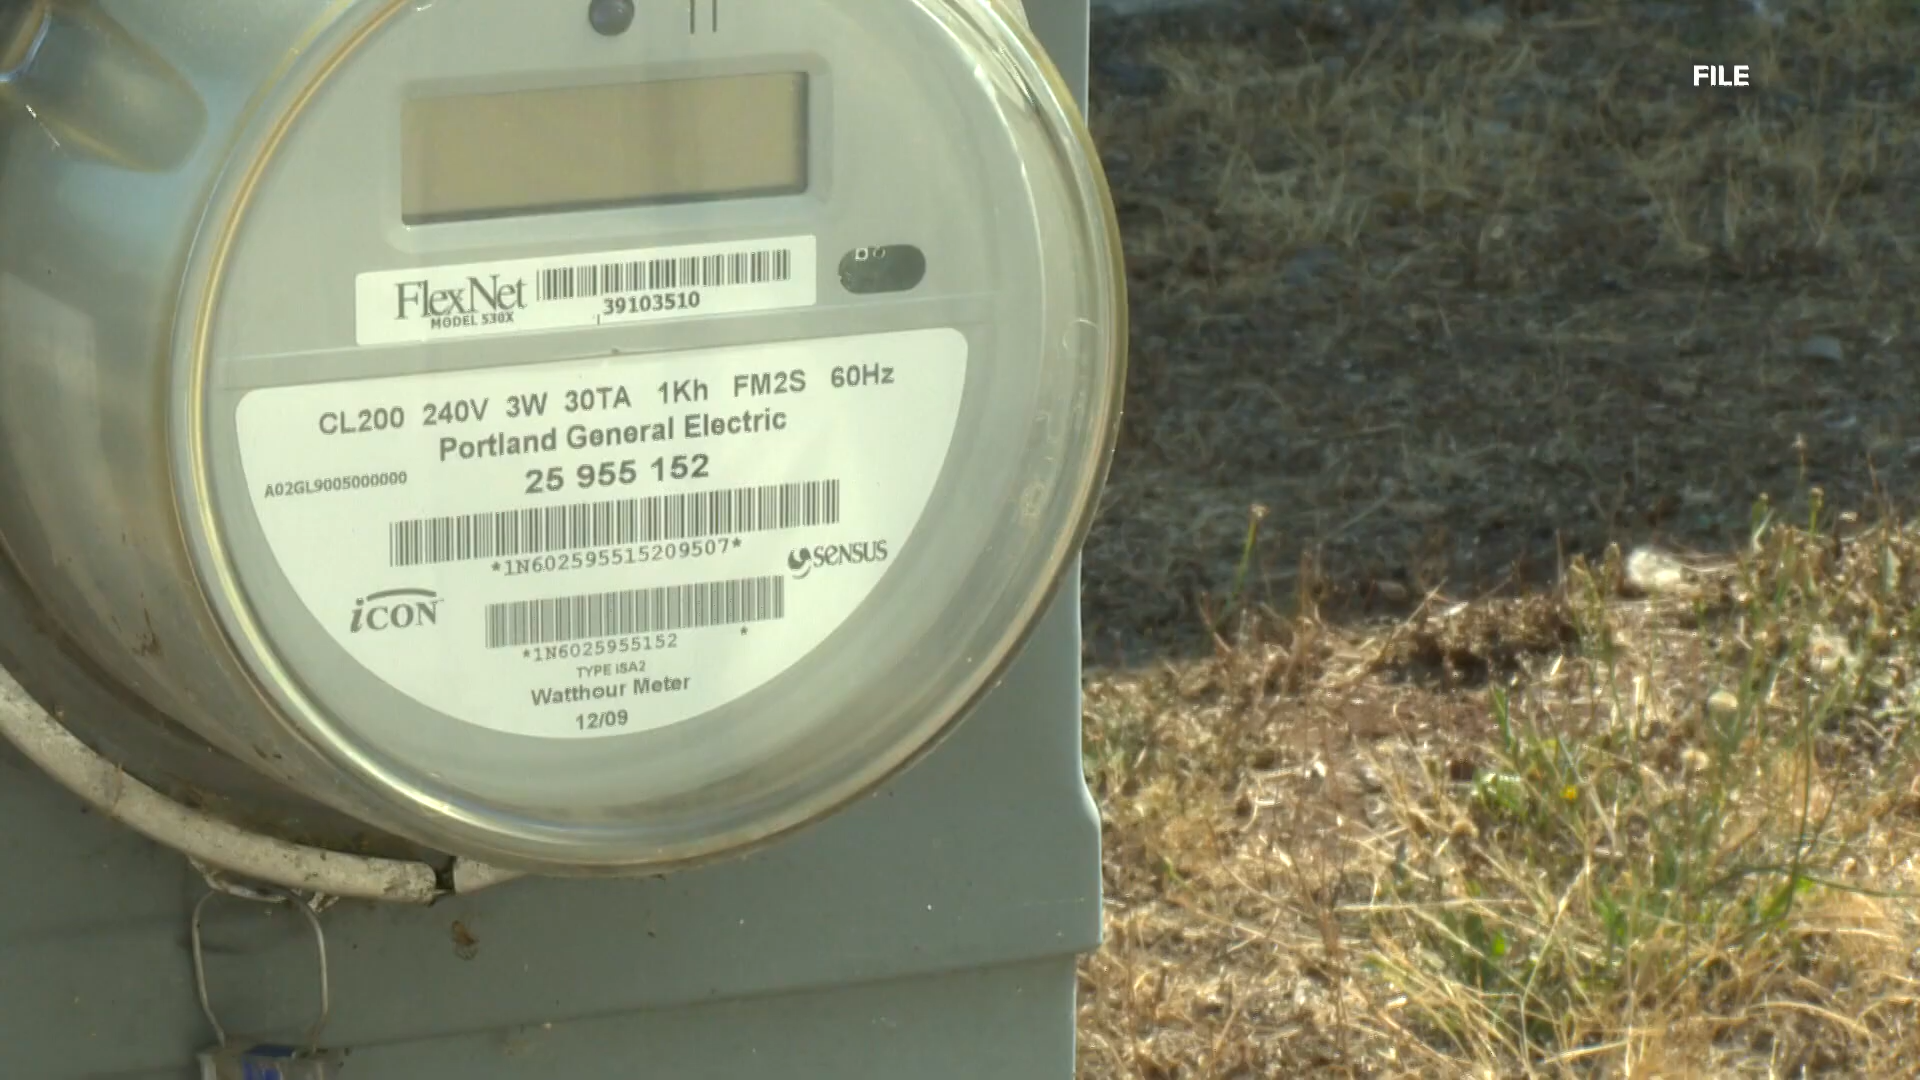 FILE
FlexNet
MODEL 530X
39103510
CL200 240V 3W 30TA 1Kh FM2S 60Hz
Portland General Electric
A02GL9005000000
25 955 152
*1N602595515209507*
SENSUS
iCON
*1N6025955152 *
TYPE iSA2
Watthour Meter
12/09